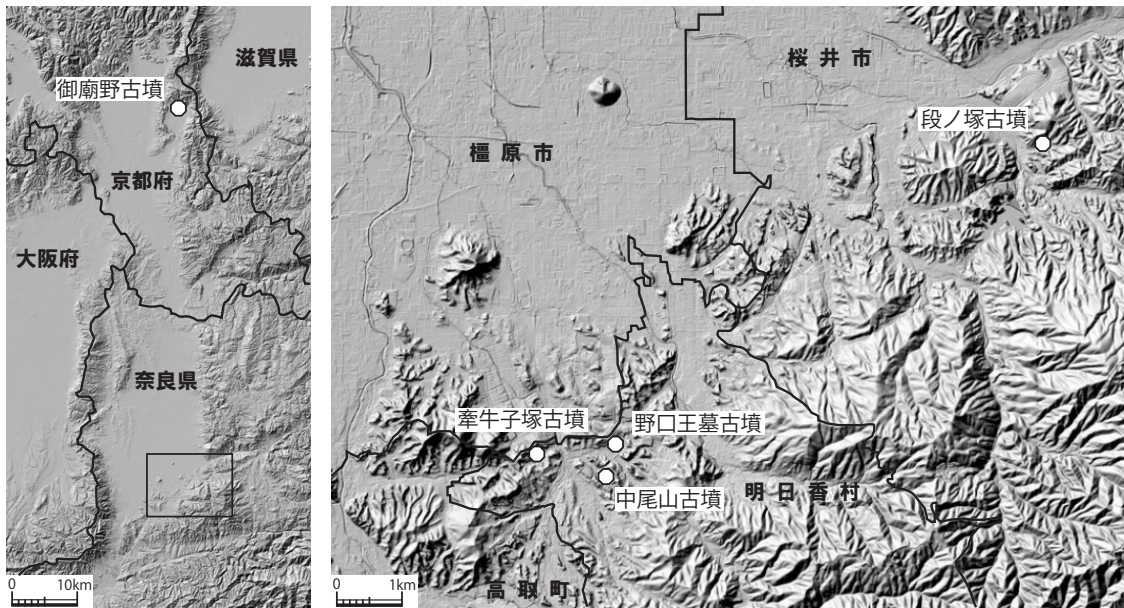 滋賀県
御廟野古墳
京都府
大阪府
奈良県
0 10km
桜井市
段ノ塚古墳
橿原市
牽牛子塚古墳
野口王墓古墳
中尾山古墳
明日香村
高取町
0 1km